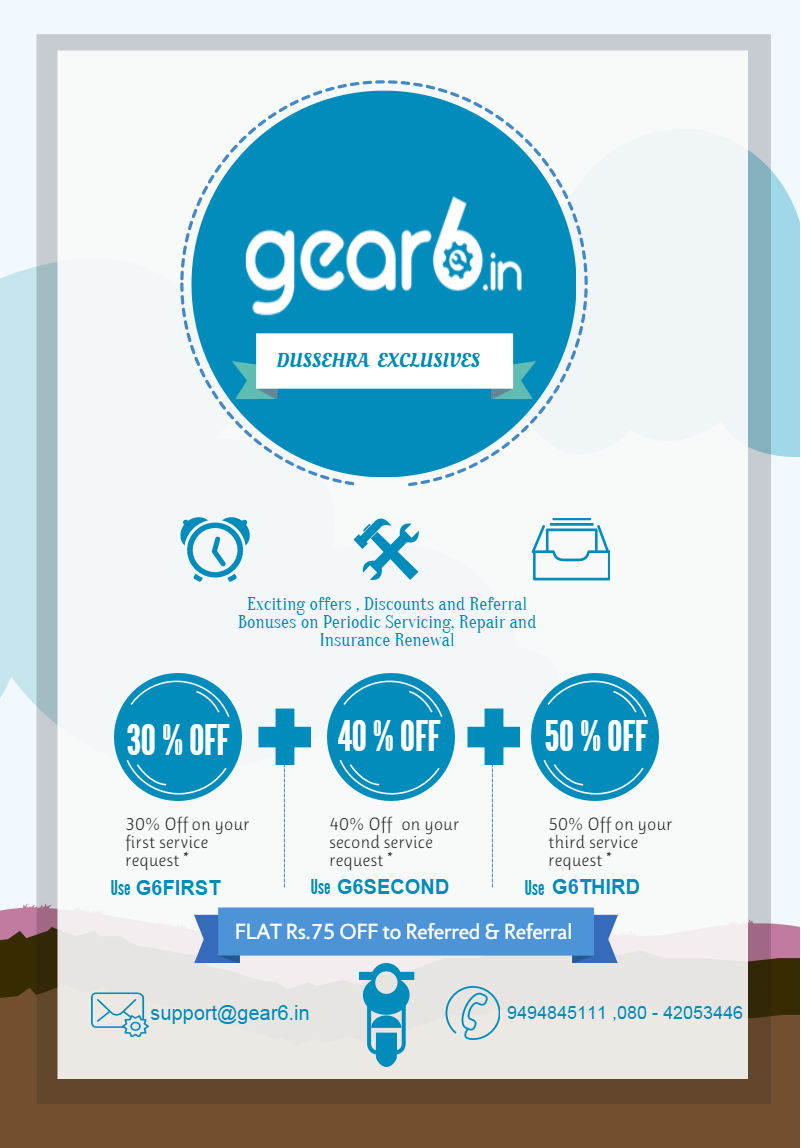 gear6.in
DUSSEHRA EXCLUSIVES
Exciting offers , Discounts and Referral
Bonuses on Periodic Servicing, Repair and
Insurance Renewal
30 % OFF
40 % OFF
50 % OFF
30% Off on your
first service
request *
Use G6FIRST
40% Off on your
second service
request *
Use G6SECOND
50% Off on your
third service
request *
Use G6THIRD
FLAT Rs.75 OFF to Referred & Referral
support@gear6.in
9494845111 ,080 - 42053446